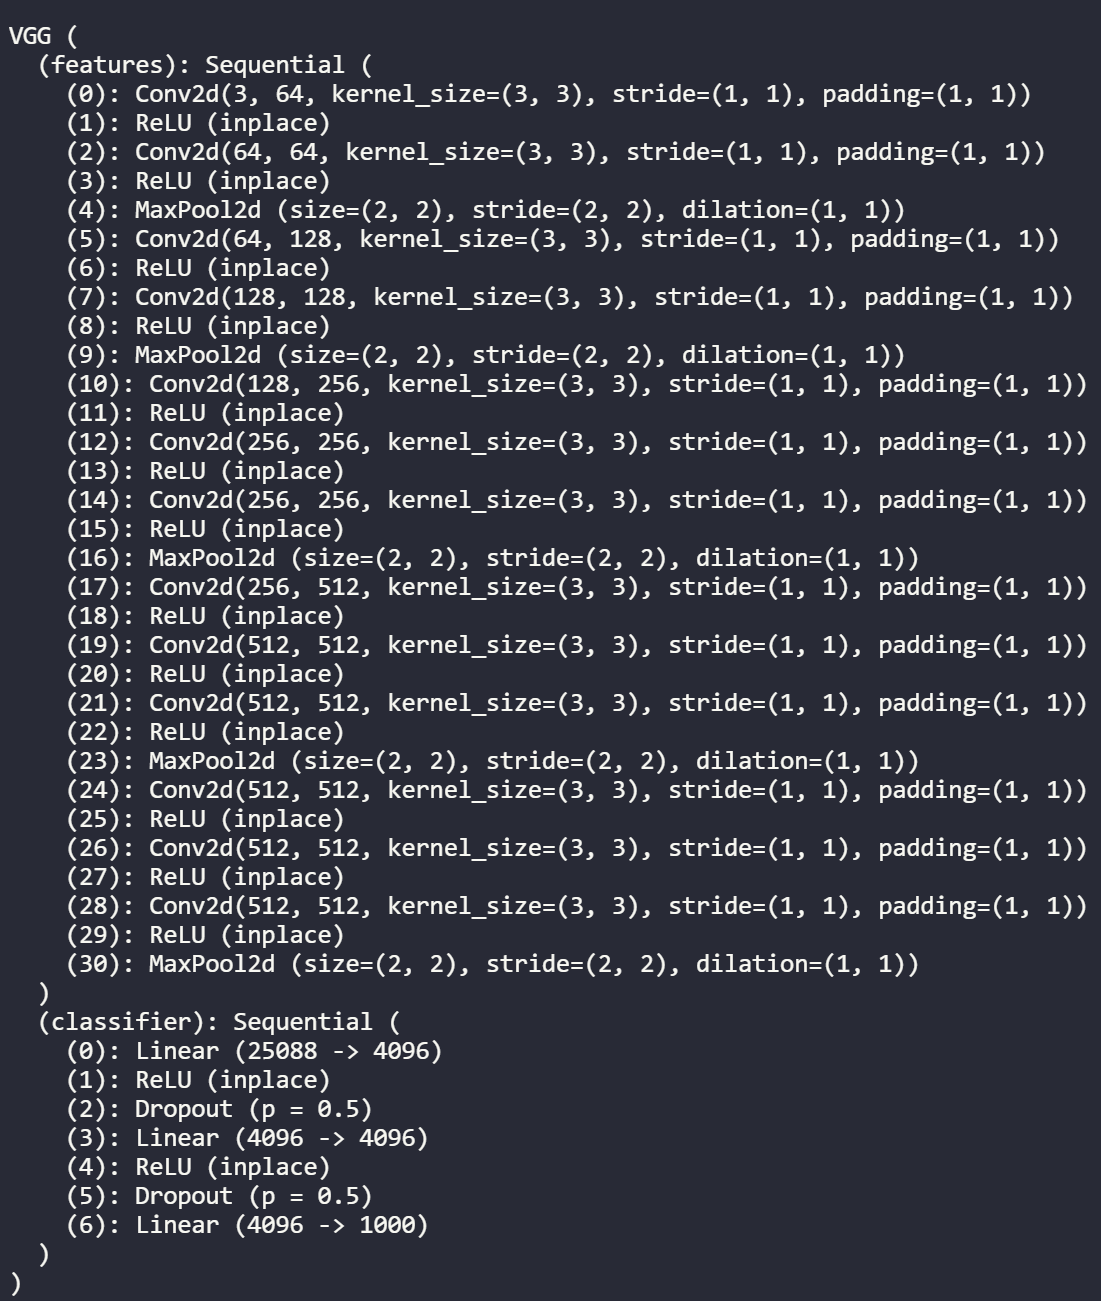 VGG (
  (features): Sequential (
    (0): Conv2d(3, 64, kernel_size=(3, 3), stride=(1, 1), padding=(1, 1))
    (1): ReLU (inplace)
    (2): Conv2d(64, 64, kernel_size=(3, 3), stride=(1, 1), padding=(1, 1))
    (3): ReLU (inplace)
    (4): MaxPool2d (size=(2, 2), stride=(2, 2), dilation=(1, 1))
    (5): Conv2d(64, 128, kernel_size=(3, 3), stride=(1, 1), padding=(1, 1))
    (6): ReLU (inplace)
    (7): Conv2d(128, 128, kernel_size=(3, 3), stride=(1, 1), padding=(1, 1))
    (8): ReLU (inplace)
    (9): MaxPool2d (size=(2, 2), stride=(2, 2), dilation=(1, 1))
    (10): Conv2d(128, 256, kernel_size=(3, 3), stride=(1, 1), padding=(1, 1))
    (11): ReLU (inplace)
    (12): Conv2d(256, 256, kernel_size=(3, 3), stride=(1, 1), padding=(1, 1))
    (13): ReLU (inplace)
    (14): Conv2d(256, 256, kernel_size=(3, 3), stride=(1, 1), padding=(1, 1))
    (15): ReLU (inplace)
    (16): MaxPool2d (size=(2, 2), stride=(2, 2), dilation=(1, 1))
    (17): Conv2d(256, 512, kernel_size=(3, 3), stride=(1, 1), padding=(1, 1))
    (18): ReLU (inplace)
    (19): Conv2d(512, 512, kernel_size=(3, 3), stride=(1, 1), padding=(1, 1))
    (20): ReLU (inplace)
    (21): Conv2d(512, 512, kernel_size=(3, 3), stride=(1, 1), padding=(1, 1))
    (22): ReLU (inplace)
    (23): MaxPool2d (size=(2, 2), stride=(2, 2), dilation=(1, 1))
    (24): Conv2d(512, 512, kernel_size=(3, 3), stride=(1, 1), padding=(1, 1))
    (25): ReLU (inplace)
    (26): Conv2d(512, 512, kernel_size=(3, 3), stride=(1, 1), padding=(1, 1))
    (27): ReLU (inplace)
    (28): Conv2d(512, 512, kernel_size=(3, 3), stride=(1, 1), padding=(1, 1))
    (29): ReLU (inplace)
    (30): MaxPool2d (size=(2, 2), stride=(2, 2), dilation=(1, 1))
  )
  (classifier): Sequential (
    (0): Linear (25088 -> 4096)
    (1): ReLU (inplace)
    (2): Dropout (p = 0.5)
    (3): Linear (4096 -> 4096)
    (4): ReLU (inplace)
    (5): Dropout (p = 0.5)
    (6): Linear (4096 -> 1000)
  )
)